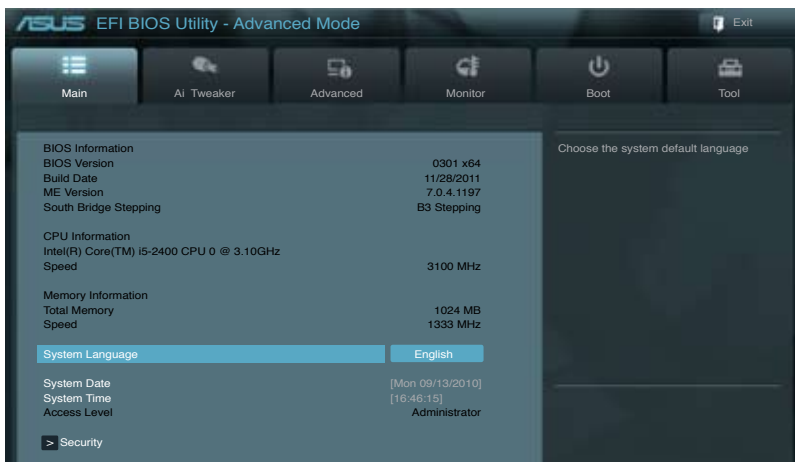 ASUS EFI BIOS Utility - Advanced Mode
Exit
Main
Ai Tweaker
Advanced
Monitor
Boot
Tool
BIOS Information
BIOS Version 0301 x64
Build Date 11/28/2011
ME Version 7.0.4.1197
South Bridge Stepping B3 Stepping
CPU Information
Intel(R) Core(TM) i5-2400 CPU 0 @ 3.10GHz
Speed 3100 MHz
Memory Information
Total Memory 1024 MB
Speed 1333 MHz
System Language English
System Date [Mon 09/13/2010]
System Time [16:46:15]
Access Level Administrator
> Security
Choose the system default language